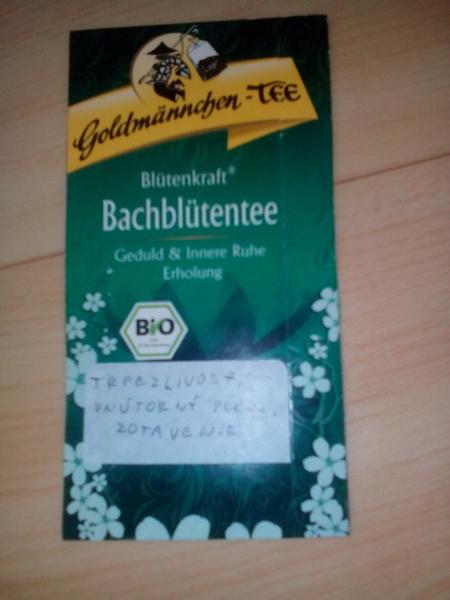 Goldmännchen-TEE
Blütenkraft®
Bachblütentee
Geduld & Innere Ruhe
Erholung
BIO
TRPEZLIVOSŤ,
VNÚTORNÝ POKOJ,
ZOTAVENIE